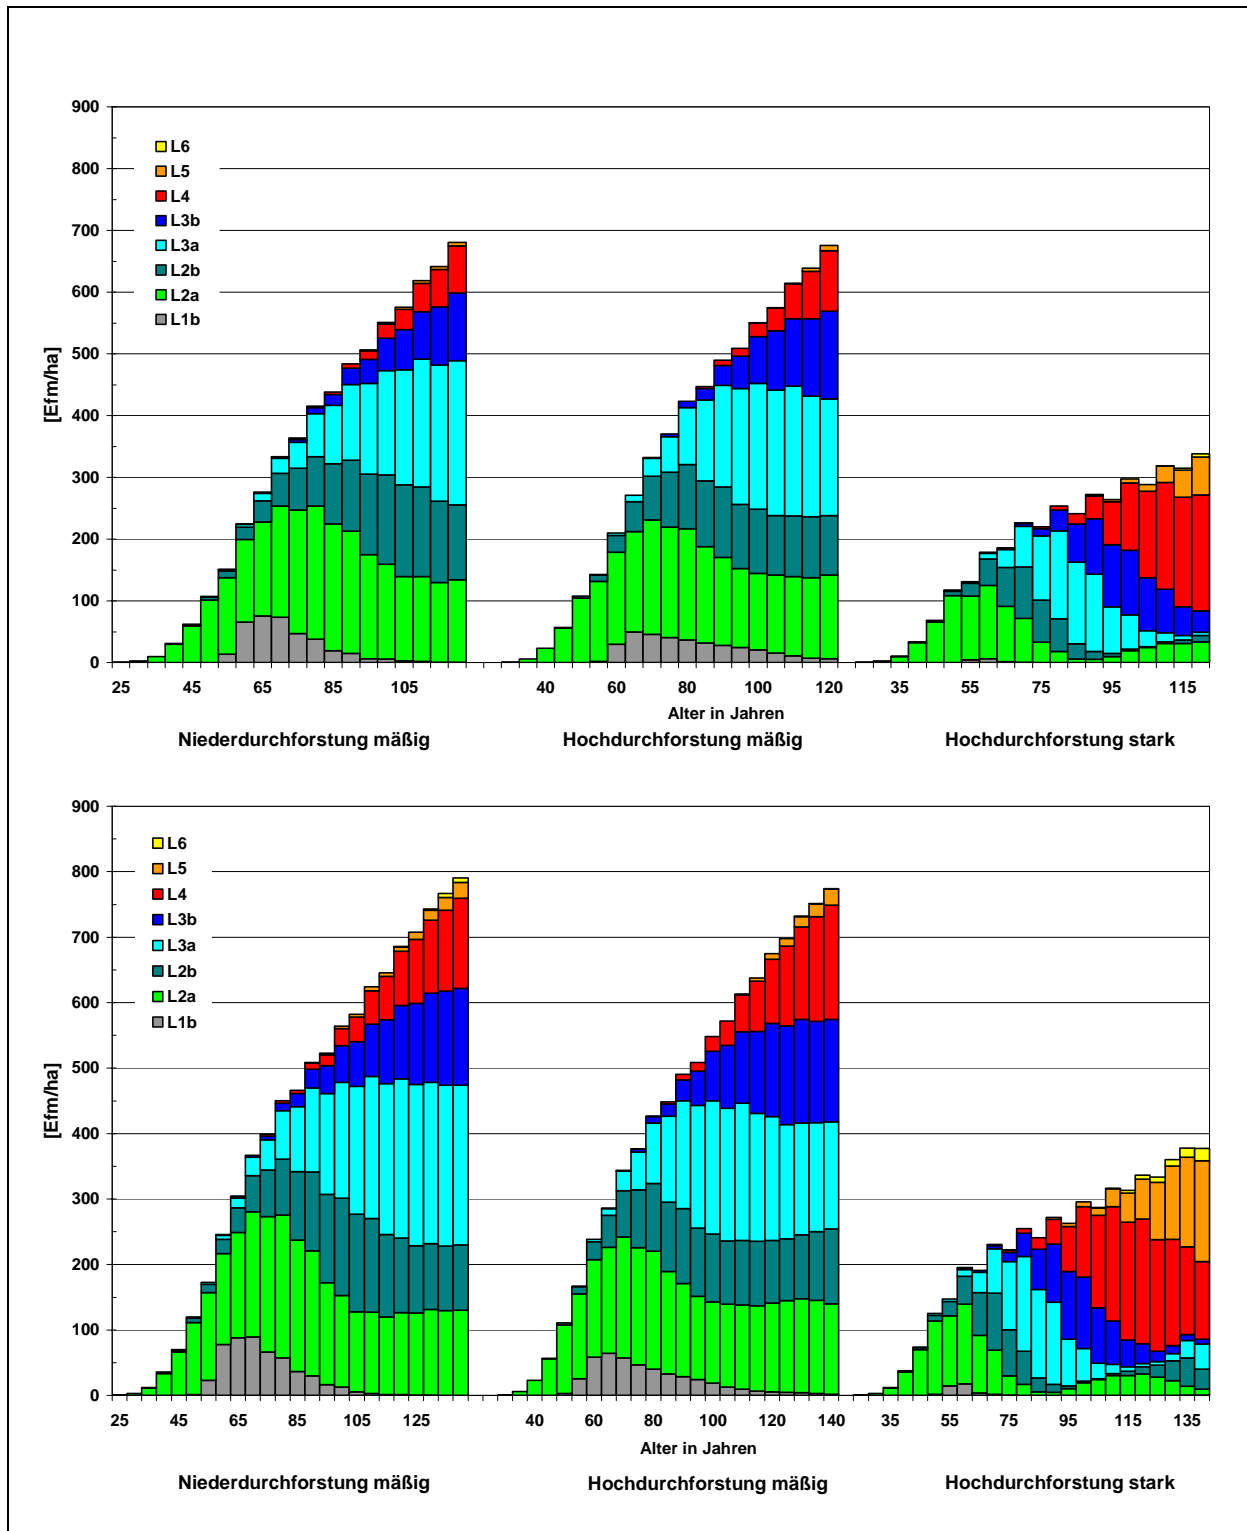 900
800
700
600
500
400
300
200
100
0
[Efm/ha]
L6
L5
L4
L3b
L3a
L2b
L2a
L1b
25 45 65 85 105 40 60 80 100 120 35 55 75 95 115
Alter in Jahren
Niederdurchforstung mäßig Hochdurchforstung mäßig Hochdurchforstung stark
900
800
700
600
500
400
300
200
100
0
[Efm/ha]
L6
L5
L4
L3b
L3a
L2b
L2a
L1b
25 45 65 85 105 125 40 60 80 100 120 140 35 55 75 95 115 135
Alter in Jahren
Niederdurchforstung mäßig Hochdurchforstung mäßig Hochdurchforstung stark